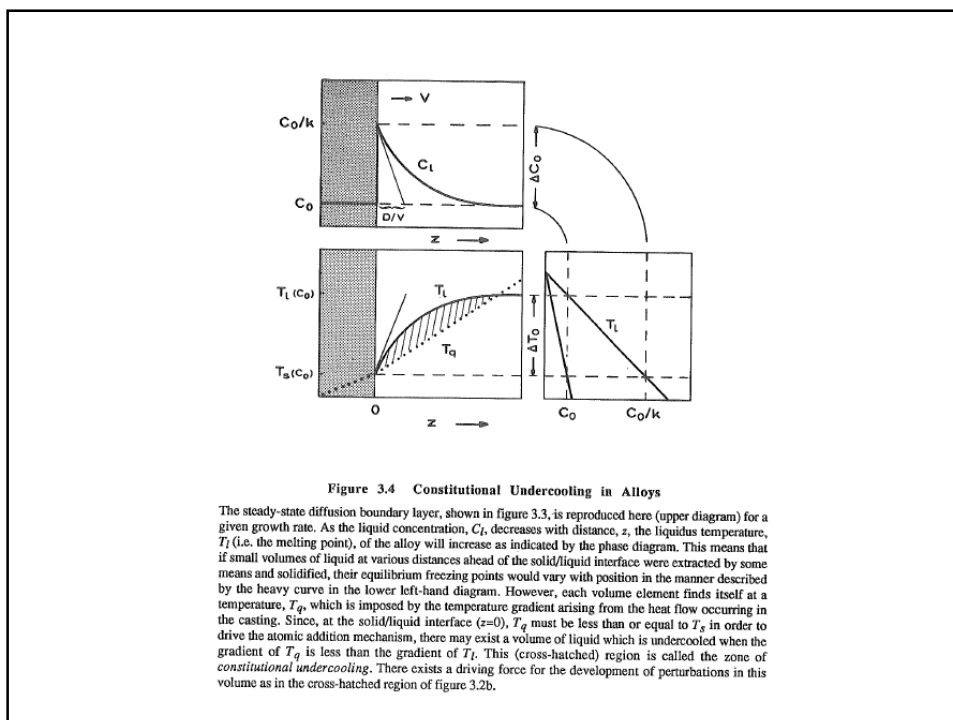 V
C₀/k
Cₗ
ΔC₀
C₀
D/V
z
Tₗ (C₀)
Tₗ
Tₗ
ΔT₀
T_q
Tₛ(C₀)
0
C₀
C₀/k
z
Figure 3.4 Constitutional Undercooling in Alloys
The steady-state diffusion boundary layer, shown in figure 3.3, is reproduced here (upper diagram) for a
given growth rate. As the liquid concentration, Cₗ, decreases with distance, z, the liquidus temperature,
Tₗ (i.e. the melting point), of the alloy will increase as indicated by the phase diagram. This means that
if small volumes of liquid at various distances ahead of the solid/liquid interface were extracted by some
means and solidified, their equilibrium freezing points would vary with position in the manner described
by the heavy curve in the lower left-hand diagram. However, each volume element finds itself at a
temperature, T_q, which is imposed by the temperature gradient arising from the heat flow occurring in
the casting. Since, at the solid/liquid interface (z=0), T_q must be less than or equal to Tₛ in order to
drive the atomic addition mechanism, there may exist a volume of liquid which is undercooled when the
gradient of T_q is less than the gradient of Tₗ. This (cross-hatched) region is called the zone of
constitutional undercooling. There exists a driving force for the development of perturbations in this
volume as in the cross-hatched region of figure 3.2b.